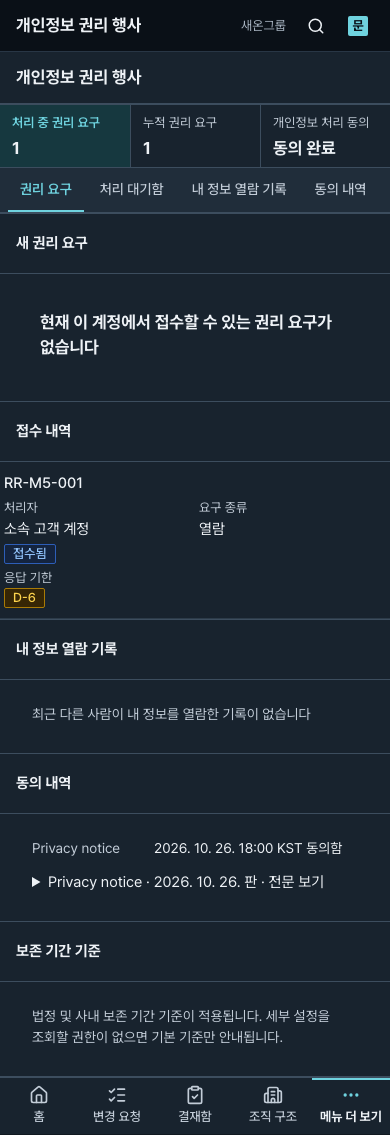 개인정보 권리 행사
새온그룹
문
개인정보 권리 행사
처리 중 권리 요구
1
누적 권리 요구
1
개인정보 처리 동의
동의 완료
권리 요구
처리 대기함
내 정보 열람 기록
동의 내역
새 권리 요구
현재 이 계정에서 접수할 수 있는 권리 요구가
없습니다
접수 내역
RR-M5-001
처리자
소속 고객 계정
요구 종류
열람
접수됨
응답 기한
D-6
내 정보 열람 기록
최근 다른 사람이 내 정보를 열람한 기록이 없습니다
동의 내역
Privacy notice
2026. 10. 26. 18:00 KST 동의함
Privacy notice · 2026. 10. 26. 판 · 전문 보기
보존 기간 기준
법정 및 사내 보존 기간 기준이 적용됩니다. 세부 설정을
조회할 권한이 없으면 기본 기준만 안내됩니다.
홈
변경 요청
결재함
조직 구조
메뉴 더 보기